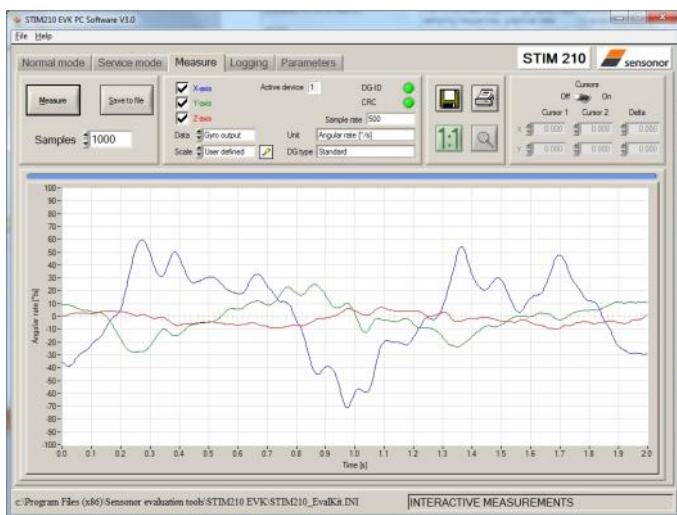 STIM210 EVK PC Software V3.0
File Help
Normal mode Service mode Measure Logging Parameters
STIM 210 sensonor
Measure Save to file
Samples 1000
X-axis
Y-axis
Z-axis
Active device 1
DG-ID
CRC
Sample rate 500
Data Gyro output Unit Angular rate [°/s]
Scale User defined DG type Standard
1:1
Cursors
Off On
Cursor 1 Cursor 2 Delta
X 0.000 0.000 0.000
Y 0.000 0.000 0.000
Angular rate [°/s]
100
90
80
70
60
50
40
30
20
10
0
-10
-20
-30
-40
-50
-60
-70
-80
-90
-100
0.0 0.1 0.2 0.3 0.4 0.5 0.6 0.7 0.8 0.9 1.0 1.1 1.2 1.3 1.4 1.5 1.6 1.7 1.8 1.9 2.0
Time [s]
c:\Program Files (x86)\Sensonor evaluation tools\STIM210 EVK\STIM210_EvalKit.INI INTERACTIVE MEASUREMENTS